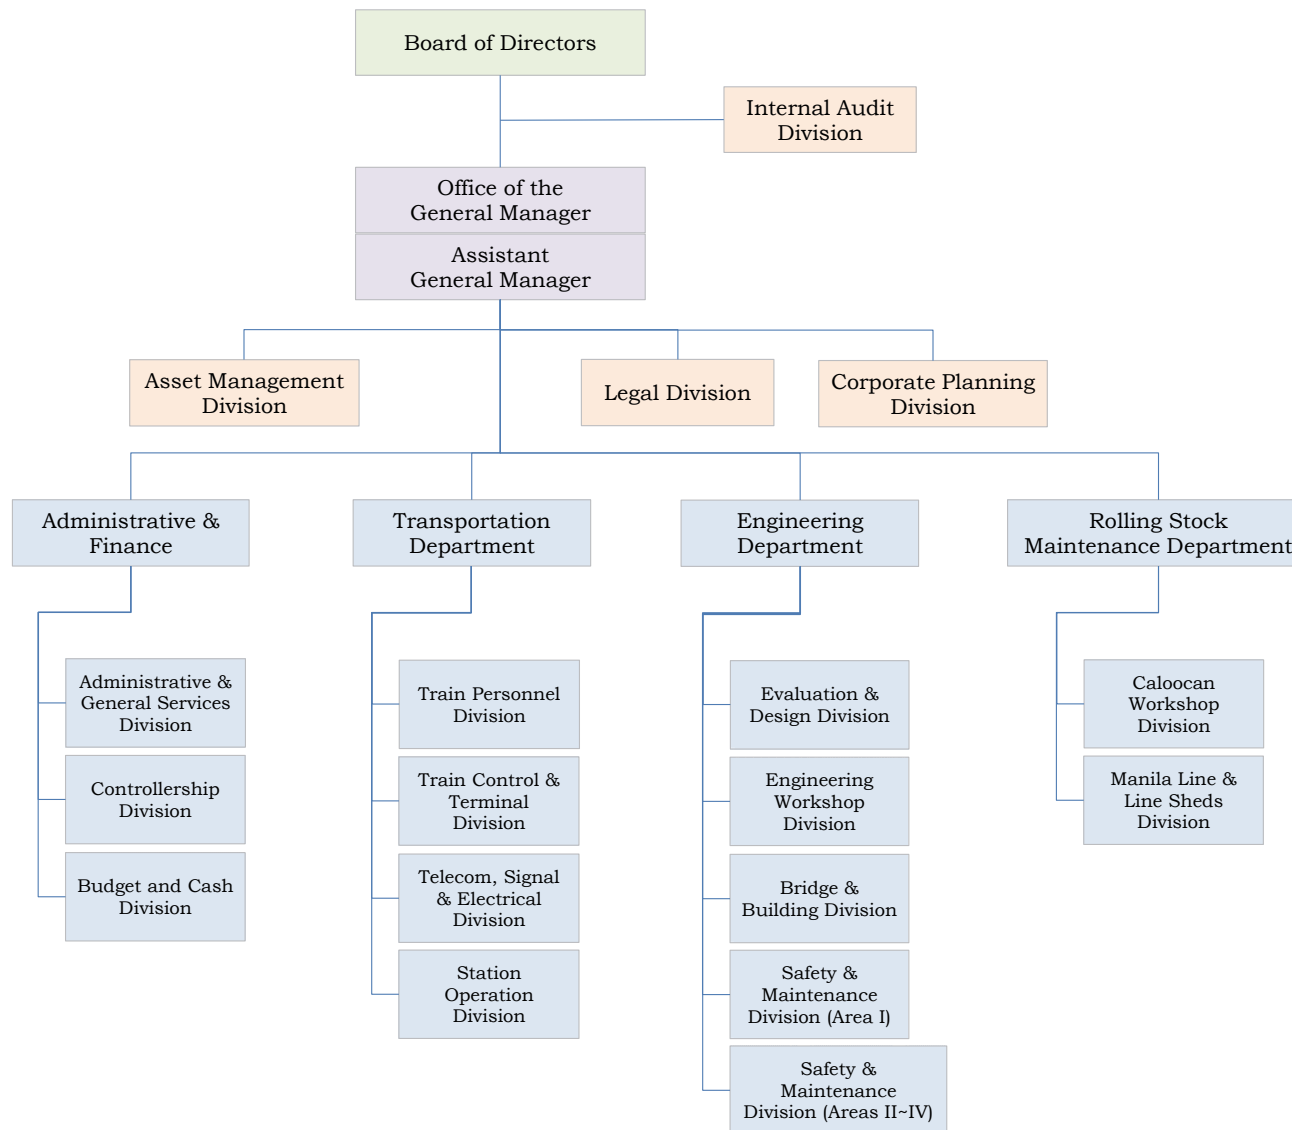 Board of Directors
Internal Audit
Division
Office of the
General Manager
Assistant
General Manager
Asset Management
Division
Legal Division
Corporate Planning
Division
Administrative &
Finance
Transportation
Department
Engineering
Department
Rolling Stock
Maintenance Department
Administrative &
General Services
Division
Controllership
Division
Budget and Cash
Division
Train Personnel
Division
Train Control &
Terminal
Division
Telecom, Signal
& Electrical
Division
Station
Operation
Division
Evaluation &
Design Division
Engineering
Workshop
Division
Bridge &
Building Division
Safety &
Maintenance
Division (Area I)
Safety &
Maintenance
Division (Areas II~IV)
Caloocan
Workshop
Division
Manila Line &
Line Sheds
Division